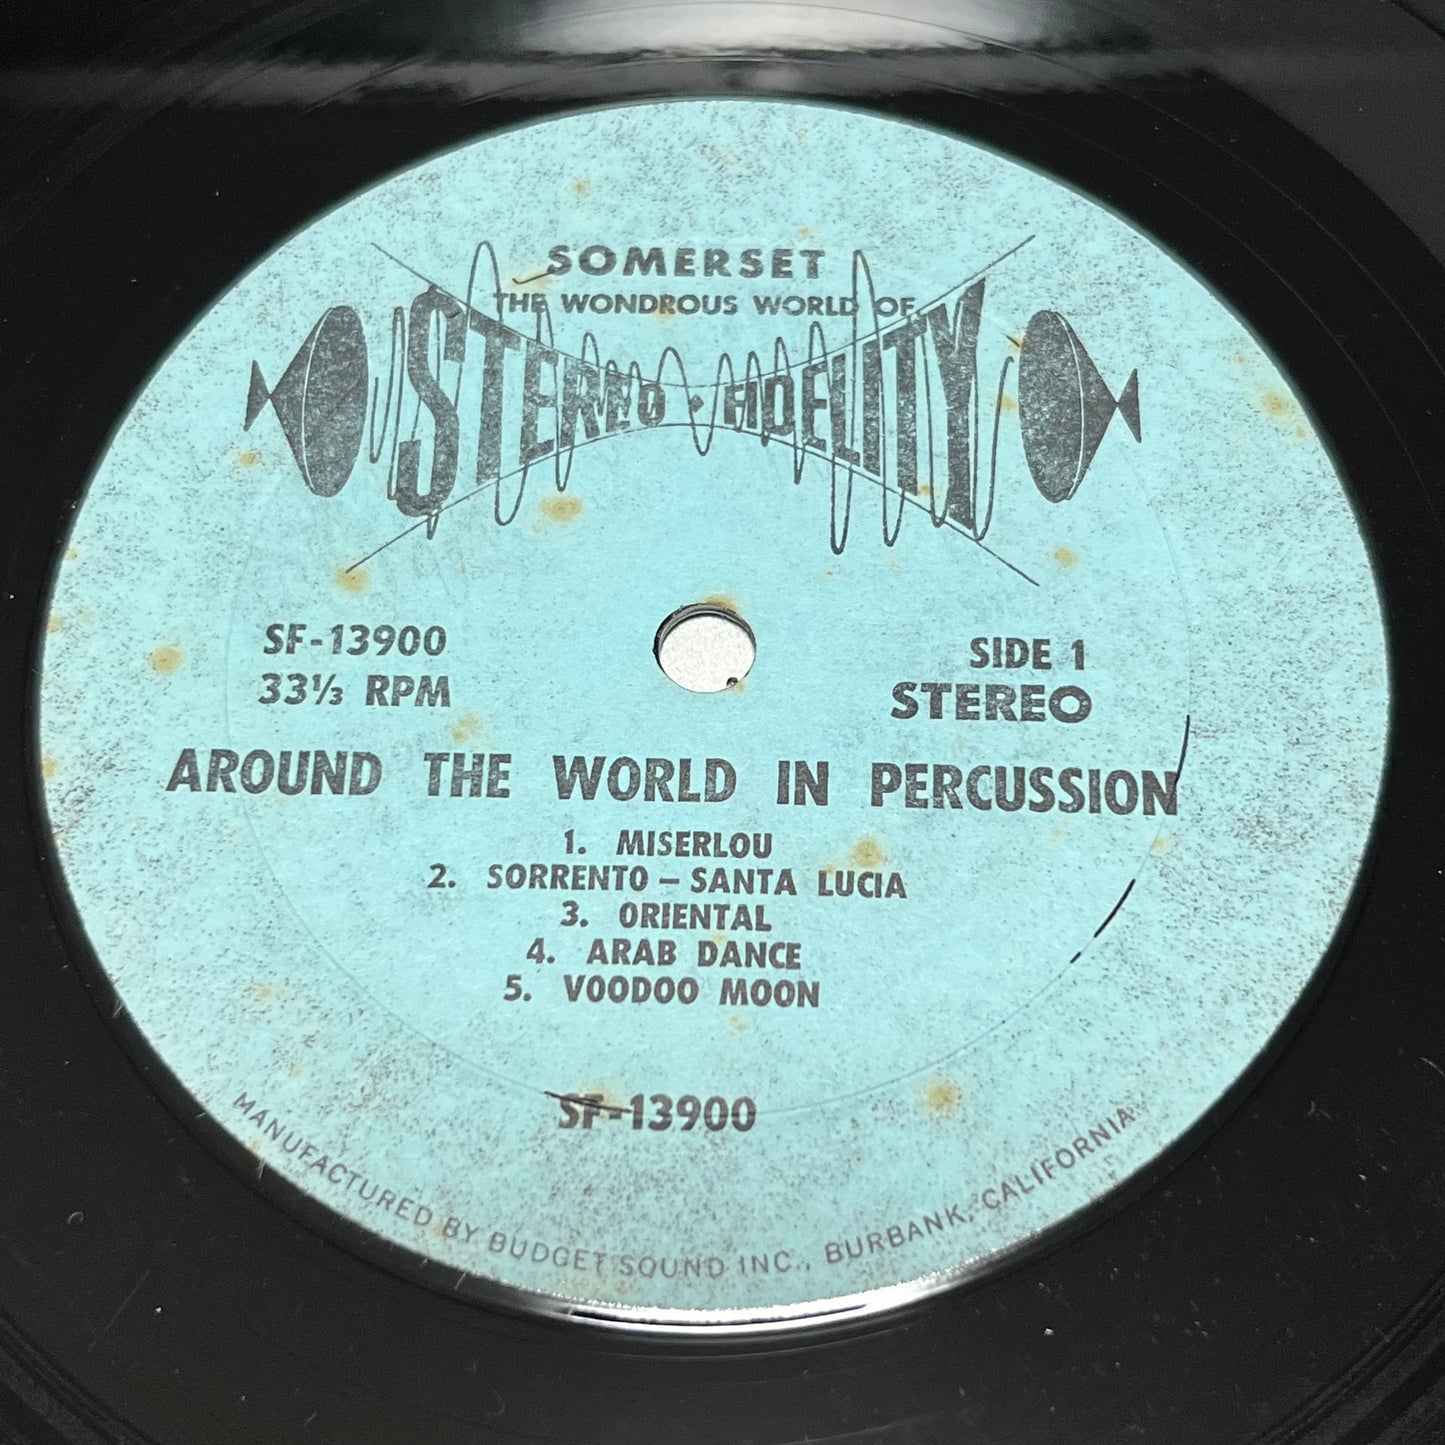 SOMERSET
THE WONDROUS WORLD OF
STEREO • FIDELITY
SF-13900
33⅓ RPM
SIDE 1
STEREO
AROUND THE WORLD IN PERCUSSION
1. MISERLOU
2. SORRENTO – SANTA LUCIA
3. ORIENTAL
4. ARAB DANCE
5. VOODOO MOON
SF-13900
MANUFACTURED BY BUDGET SOUND INC., BURBANK, CALIFORNIA